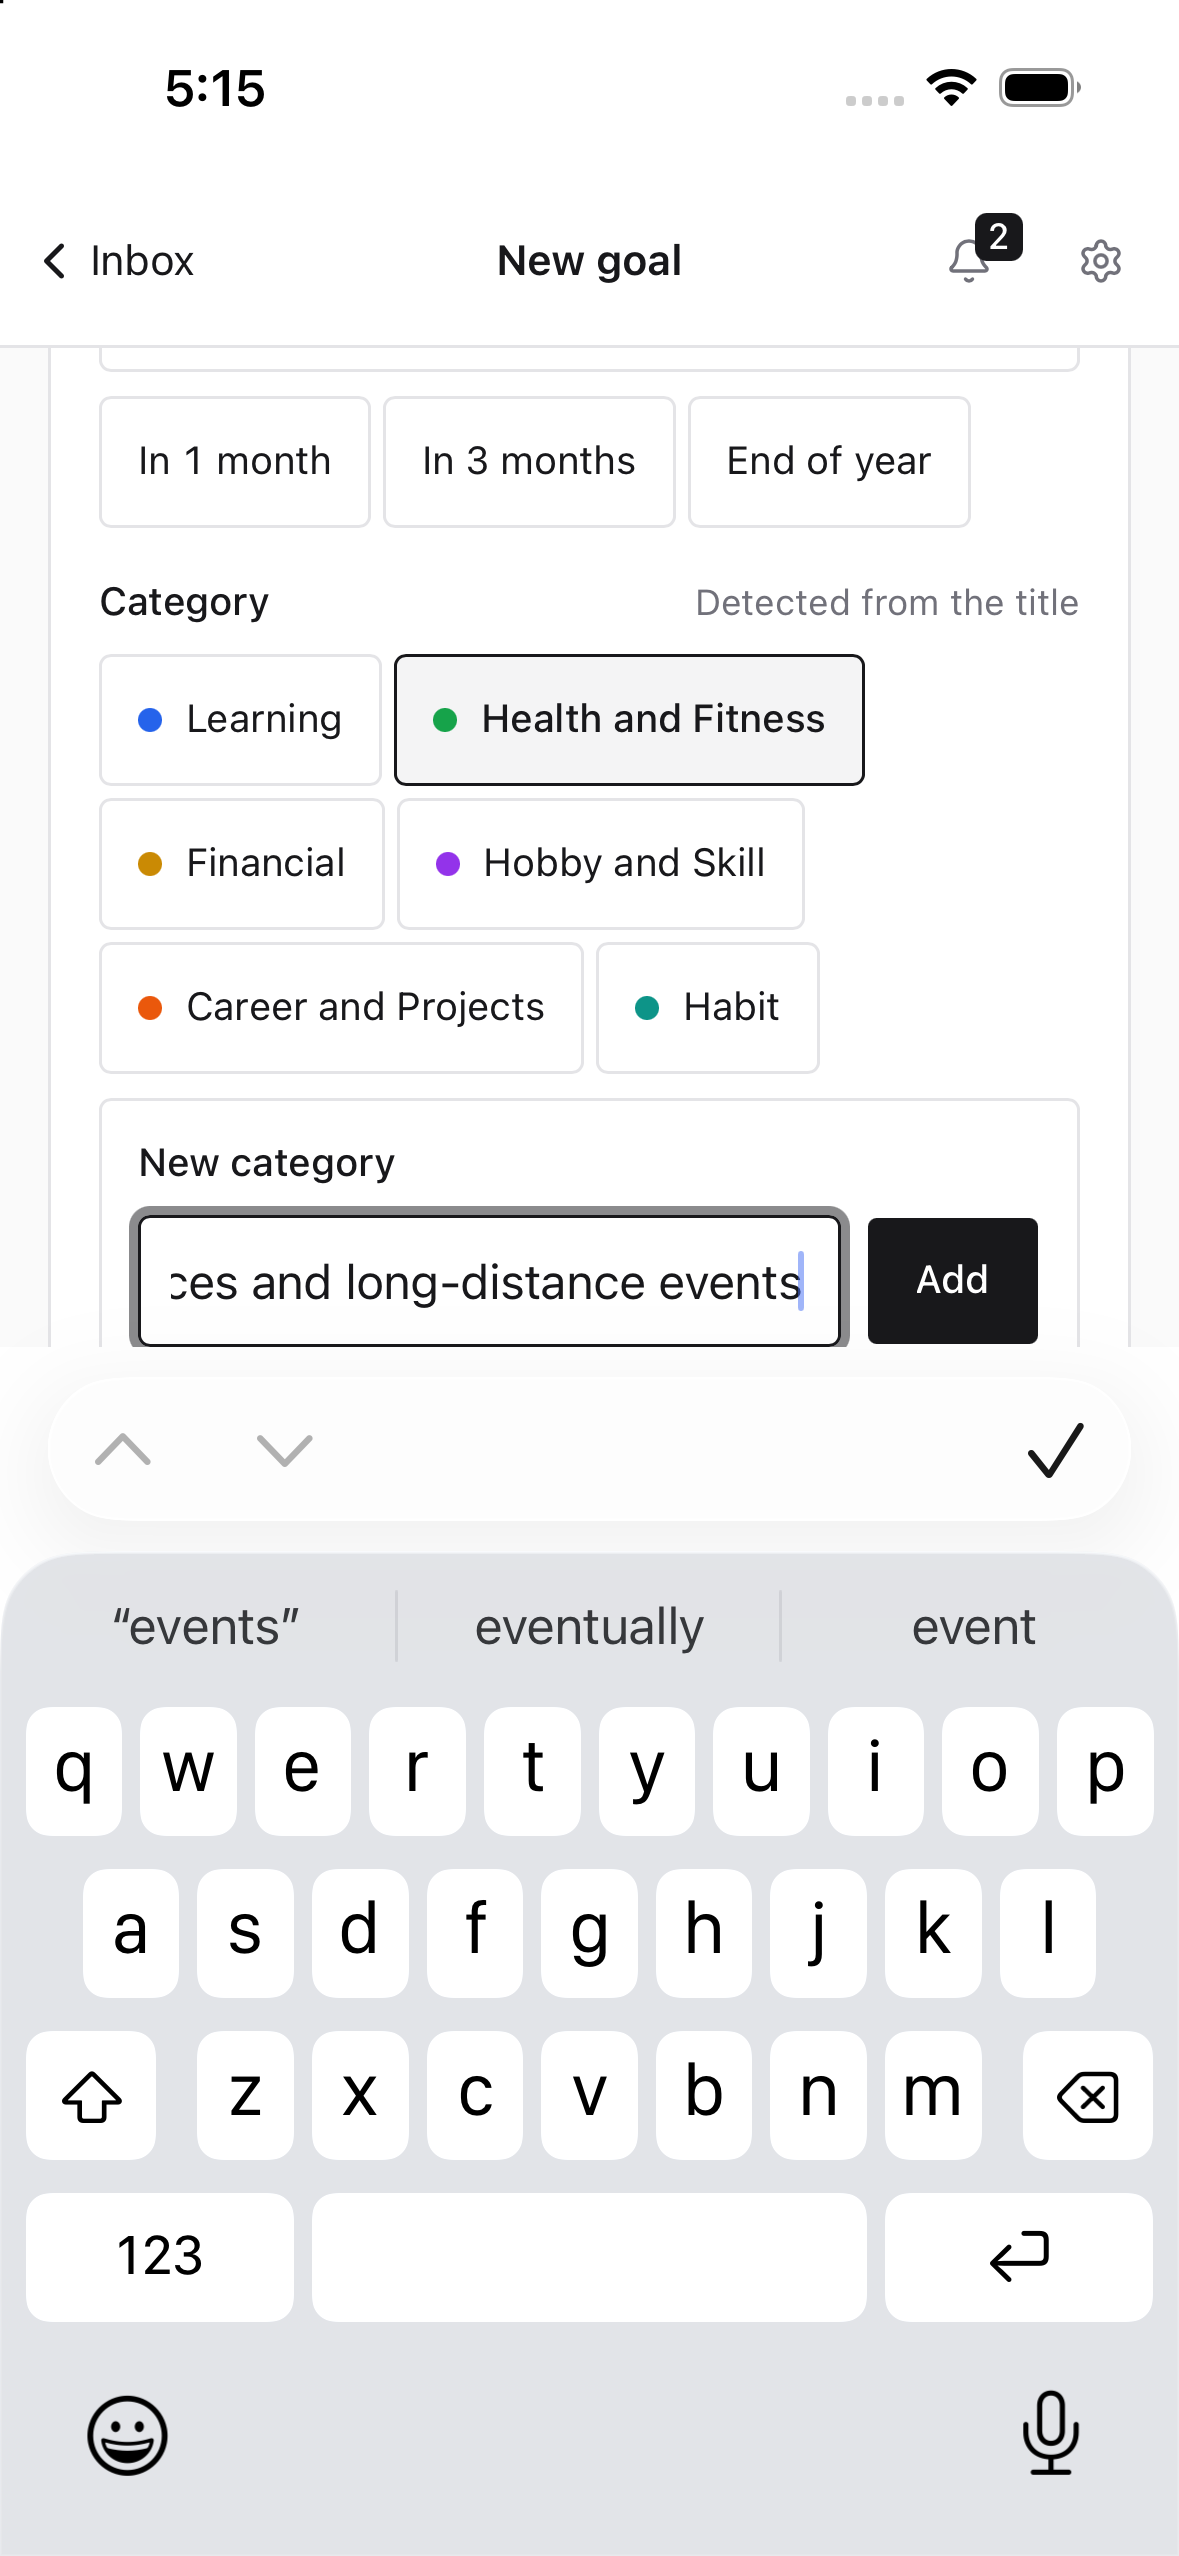 5:15
Inbox
New goal
2
In 1 month
In 3 months
End of year
Category
Detected from the title
Learning
Health and Fitness
Financial
Hobby and Skill
Career and Projects
Habit
New category
ces and long-distance events
Add
“events”
eventually
event
q w e r t y u i o p
a s d f g h j k l
z x c v b n m
123